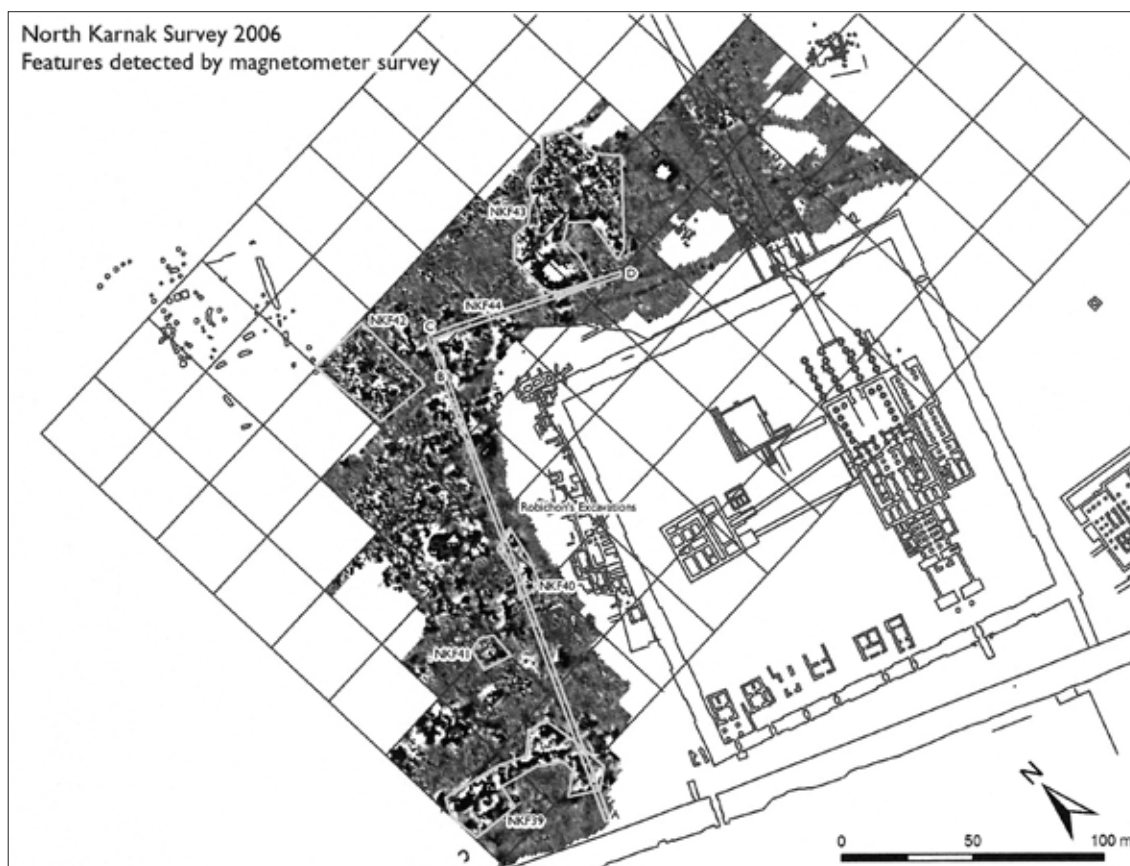 North Karnak Survey 2006
Features detected by magnetometer survey
NKF43
D
NKF44
NKF42
C
B
Robichon's Excavations
NKF40
NKF41
A
NKF39
N
0 50 100 m